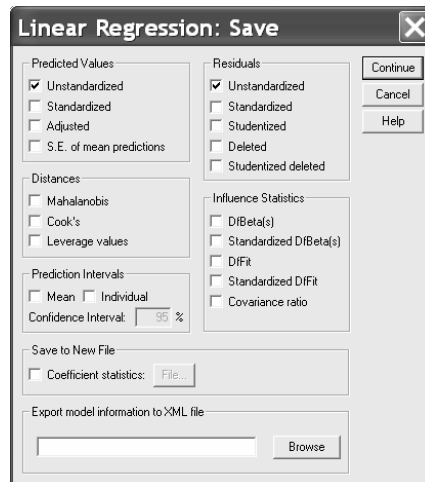 Linear Regression: Save
Predicted Values
Unstandardized
Standardized
Adjusted
S.E. of mean predictions
Distances
Mahalanobis
Cook's
Leverage values
Prediction Intervals
Mean Individual
Confidence Interval: 95 %
Residuals
Unstandardized
Standardized
Studentized
Deleted
Studentized deleted
Influence Statistics
DfBeta(s)
Standardized DfBeta(s)
DfFit
Standardized DfFit
Covariance ratio
Continue
Cancel
Help
Save to New File
Coefficient statistics: File...
Export model information to XML file
Browse